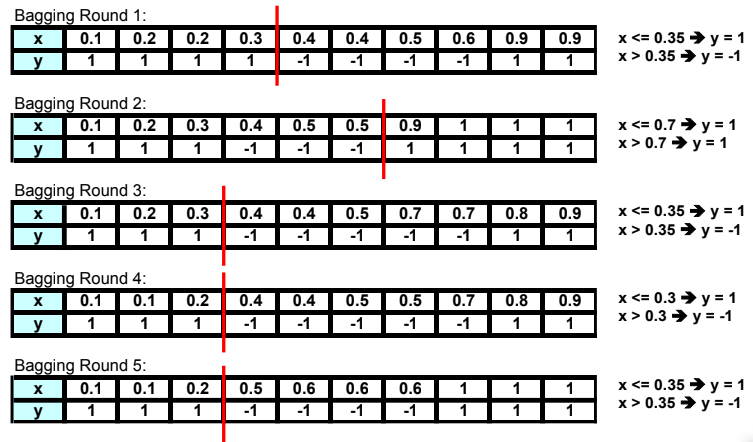 Bagging Round 1:
x 0.1 0.2 0.2 0.3 0.4 0.4 0.5 0.6 0.9 0.9 x <= 0.35 ➔ y = 1
y 1 1 1 1 -1 -1 -1 -1 1 1 x > 0.35 ➔ y = -1
Bagging Round 2:
x 0.1 0.2 0.3 0.4 0.5 0.5 0.9 1 1 1 x <= 0.7 ➔ y = 1
y 1 1 1 -1 -1 -1 1 1 1 1 x > 0.7 ➔ y = 1
Bagging Round 3:
x 0.1 0.2 0.3 0.4 0.4 0.5 0.7 0.7 0.8 0.9 x <= 0.35 ➔ y = 1
y 1 1 1 -1 -1 -1 -1 -1 1 1 x > 0.35 ➔ y = -1
Bagging Round 4:
x 0.1 0.1 0.2 0.4 0.4 0.5 0.5 0.7 0.8 0.9 x <= 0.3 ➔ y = 1
y 1 1 1 -1 -1 -1 -1 -1 1 1 x > 0.3 ➔ y = -1
Bagging Round 5:
x 0.1 0.1 0.2 0.5 0.6 0.6 0.6 1 1 1 x <= 0.35 ➔ y = 1
y 1 1 1 -1 -1 -1 -1 1 1 1 x > 0.35 ➔ y = -1